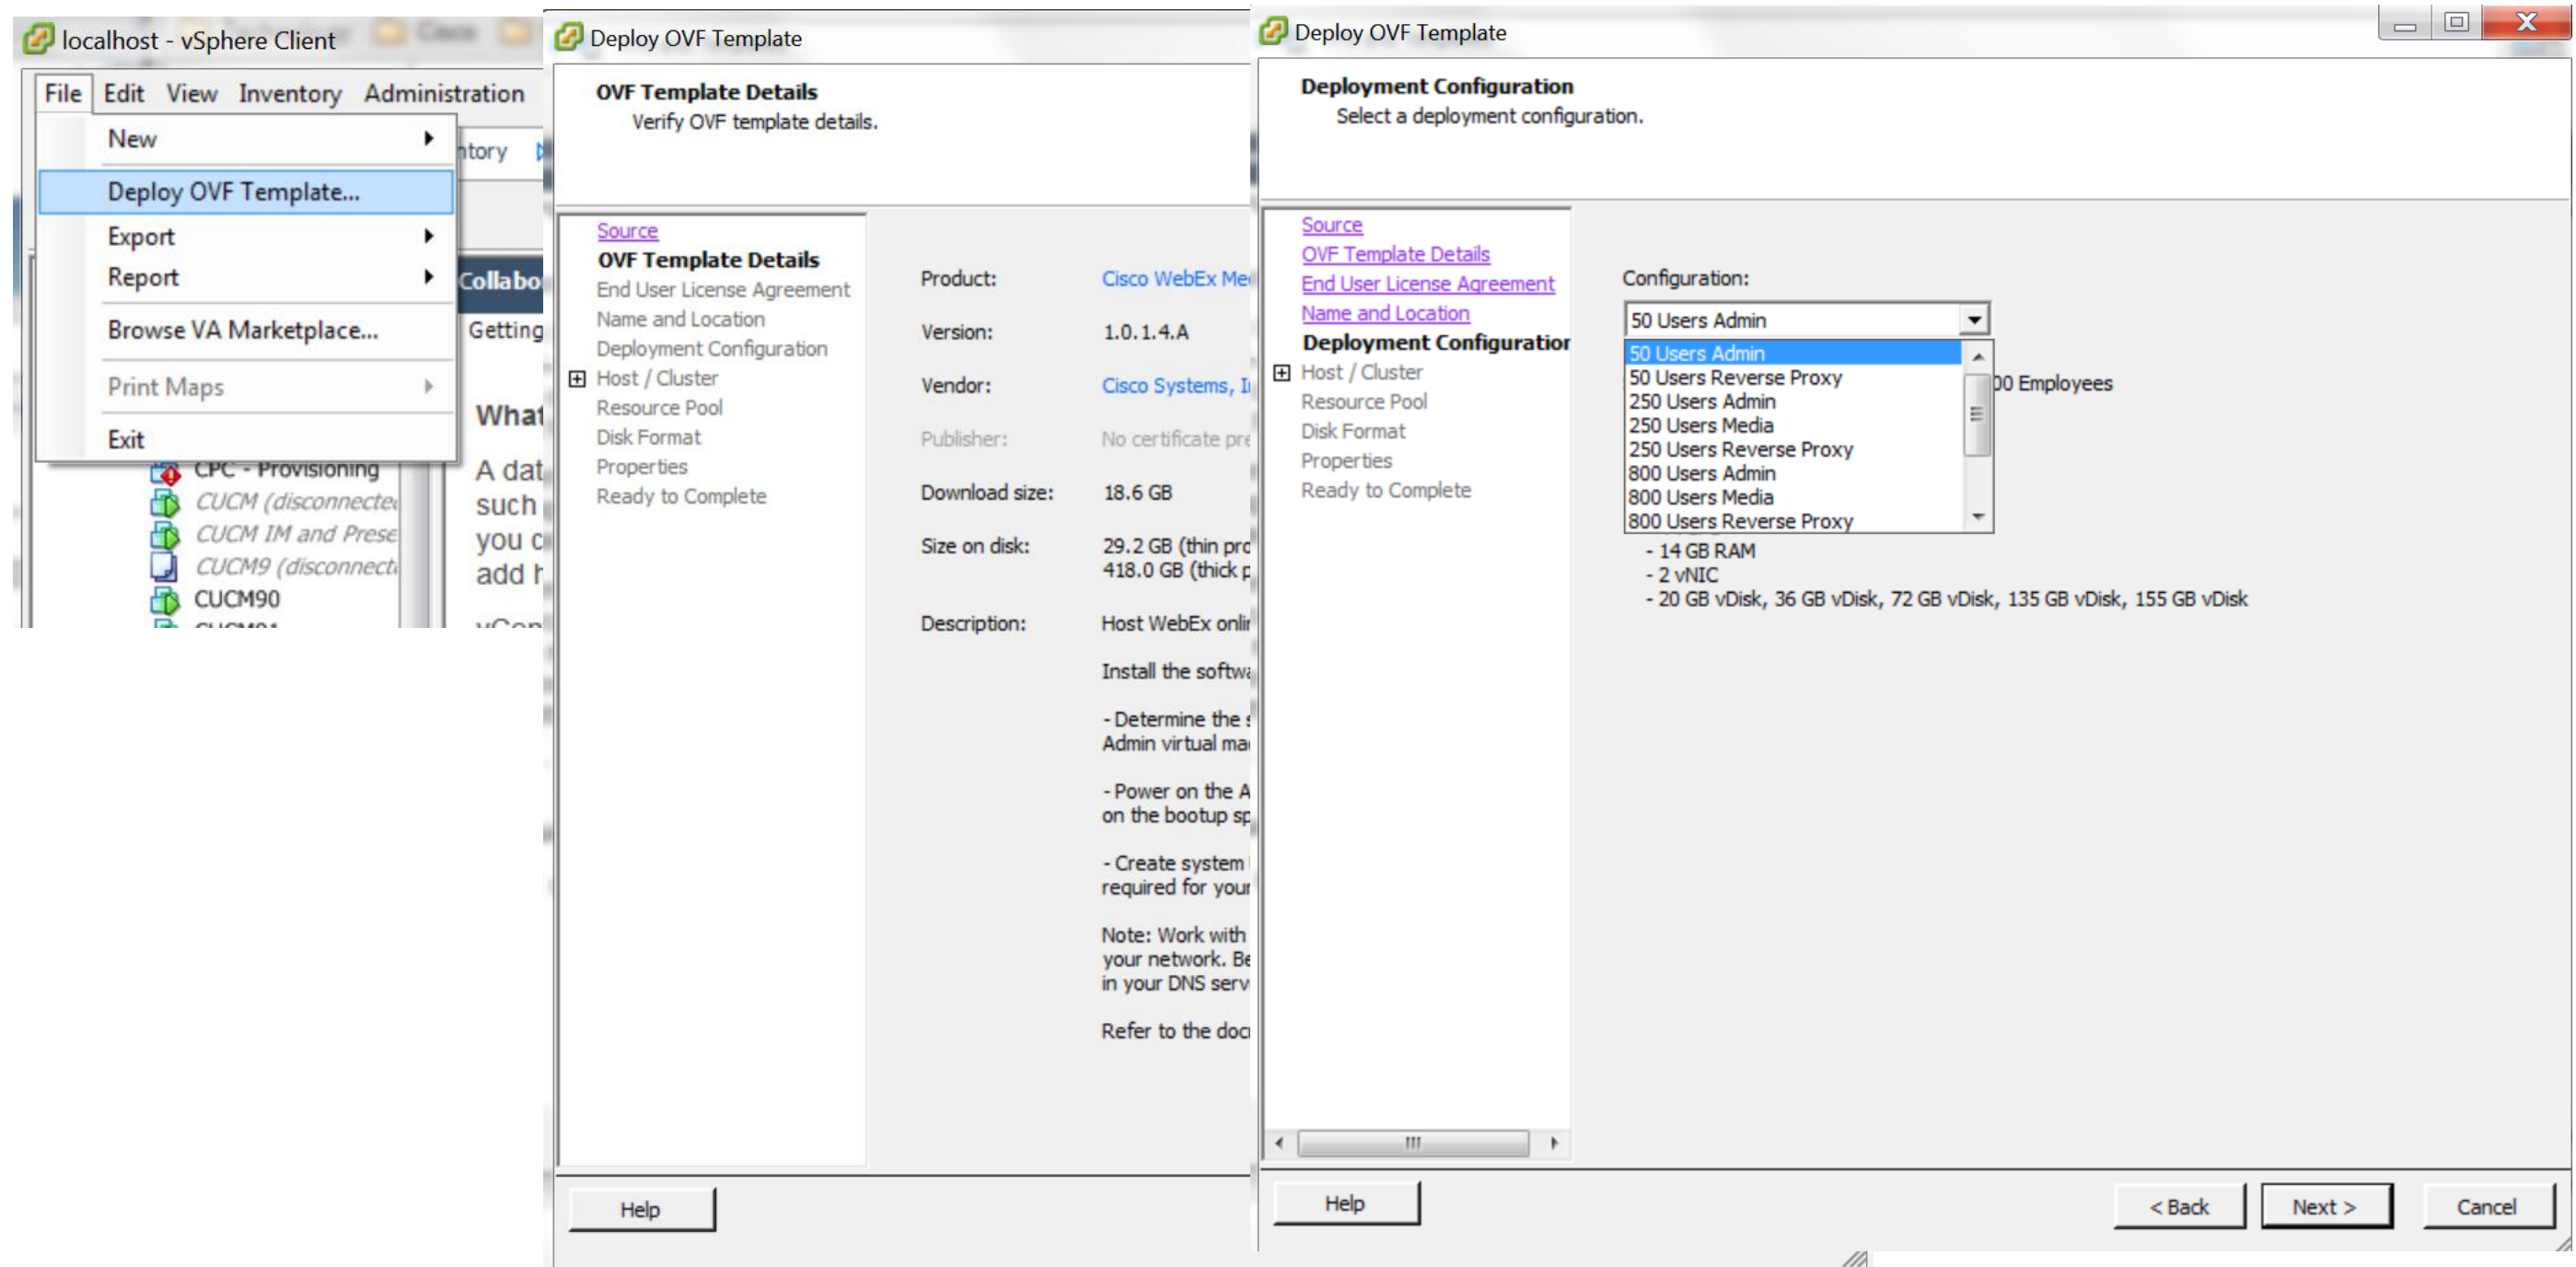 localhost - vSphere Client
File Edit View Inventory Administration
New
Deploy OVF Template...
Export
Report
Browse VA Marketplace...
Print Maps
Exit
ntory
Collabo
Getting
What
A dat
such
you c
add h
CPC - Provisioning
CUCM (disconnected
CUCM IM and Prese
CUCM9 (disconnect
CUCM90
Deploy OVF Template
OVF Template Details
Verify OVF template details.
Source
OVF Template Details
End User License Agreement
Name and Location
Deployment Configuration
Host / Cluster
Resource Pool
Disk Format
Properties
Ready to Complete
Product: Cisco WebEx Mee
Version: 1.0.1.4.A
Vendor: Cisco Systems, I
Publisher: No certificate pre
Download size: 18.6 GB
Size on disk: 29.2 GB (thin pro
418.0 GB (thick p
Description: Host WebEx onlin
Install the softwa
- Determine the s
Admin virtual mac
- Power on the A
on the bootup sp
- Create system
required for your
Note: Work with
your network. Be
in your DNS serv
Refer to the docu
Help
Deploy OVF Template
Deployment Configuration
Select a deployment configuration.
Source
OVF Template Details
End User License Agreement
Name and Location
Deployment Configuration
Host / Cluster
Resource Pool
Disk Format
Properties
Ready to Complete
Configuration:
50 Users Admin
50 Users Admin
50 Users Reverse Proxy
250 Users Admin
250 Users Media
250 Users Reverse Proxy
800 Users Admin
800 Users Media
800 Users Reverse Proxy
00 Employees
- 14 GB RAM
- 2 vNIC
- 20 GB vDisk, 36 GB vDisk, 72 GB vDisk, 135 GB vDisk, 155 GB vDisk
Help
< Back
Next >
Cancel